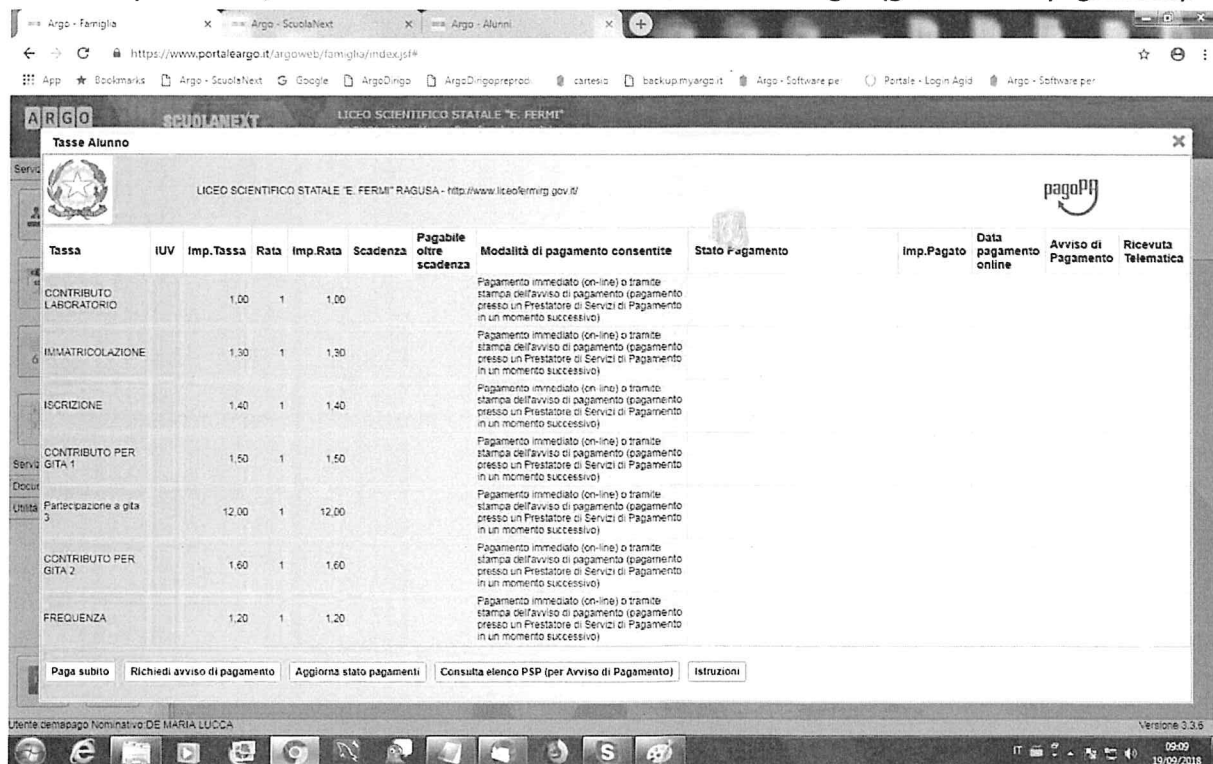 Argo - Famiglia
Argo - ScuolaNext
Argo - Alunni
https://www.portaleargo.it/argoweb/famiglia/index.jsf#
App Bookmarks Argo - ScuolaNext Google ArgoDirigo ArgoDirigopreprod cartesio backup.myargo.it Argo - Software per Portale - Login Agid Argo - Software per
ARGO SCUOLANEXT LICEO SCIENTIFICO STATALE "E. FERMI"
Tasse Alunno
LICEO SCIENTIFICO STATALE "E. FERMI" RAGUSA - http://www.liceofermirg.gov.it/
pagoPA
Tassa IUV Imp.Tassa Rata Imp.Rata Scadenza Pagabile oltre scadenza Modalità di pagamento consentite Stato Pagamento Imp.Pagato Data pagamento online Avviso di Pagamento Ricevuta Telematica
CONTRIBUTO LABORATORIO 1,00 1 1,00
Pagamento immediato (on-line) o tramite
stampa dell'avviso di pagamento (pagamento
presso un Prestatore di Servizi di Pagamento
in un momento successivo)
IMMATRICOLAZIONE 1,30 1 1,30
Pagamento immediato (on-line) o tramite
stampa dell'avviso di pagamento (pagamento
presso un Prestatore di Servizi di Pagamento
in un momento successivo)
ISCRIZIONE 1,40 1 1,40
Pagamento immediato (on-line) o tramite
stampa dell'avviso di pagamento (pagamento
presso un Prestatore di Servizi di Pagamento
in un momento successivo)
CONTRIBUTO PER GITA 1 1,50 1 1,50
Pagamento immediato (on-line) o tramite
stampa dell'avviso di pagamento (pagamento
presso un Prestatore di Servizi di Pagamento
in un momento successivo)
Partecipazione a gita 3 12,00 1 12,00
Pagamento immediato (on-line) o tramite
stampa dell'avviso di pagamento (pagamento
presso un Prestatore di Servizi di Pagamento
in un momento successivo)
CONTRIBUTO PER GITA 2 1,60 1 1,60
Pagamento immediato (on-line) o tramite
stampa dell'avviso di pagamento (pagamento
presso un Prestatore di Servizi di Pagamento
in un momento successivo)
FREQUENZA 1,20 1 1,20
Pagamento immediato (on-line) o tramite
stampa dell'avviso di pagamento (pagamento
presso un Prestatore di Servizi di Pagamento
in un momento successivo)
Paga subito Richiedi avviso di pagamento Aggiorna stato pagamenti Consulta elenco PSP (per Avviso di Pagamento) Istruzioni
Utente:demapago Nominativo:DE MARIA LUCCA Versione 3.3.6
IT 09:09
19/09/2018